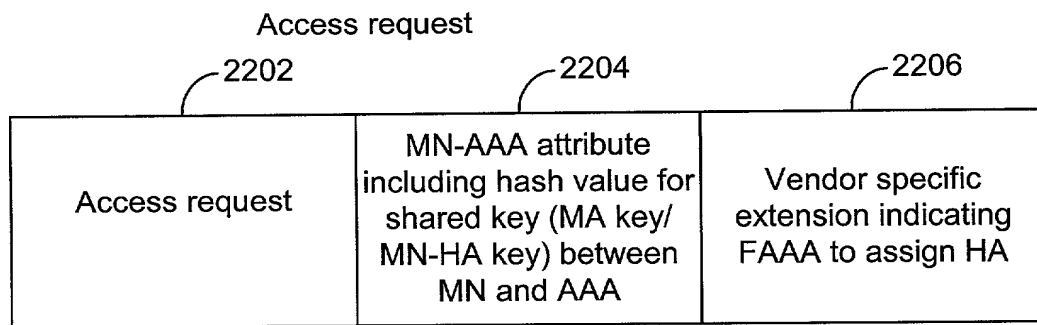 Access request
2202
2204
2206
Access request
MN-AAA attribute
including hash value for
shared key (MA key/
MN-HA key) between
MN and AAA
Vendor specific
extension indicating
FAAA to assign HA